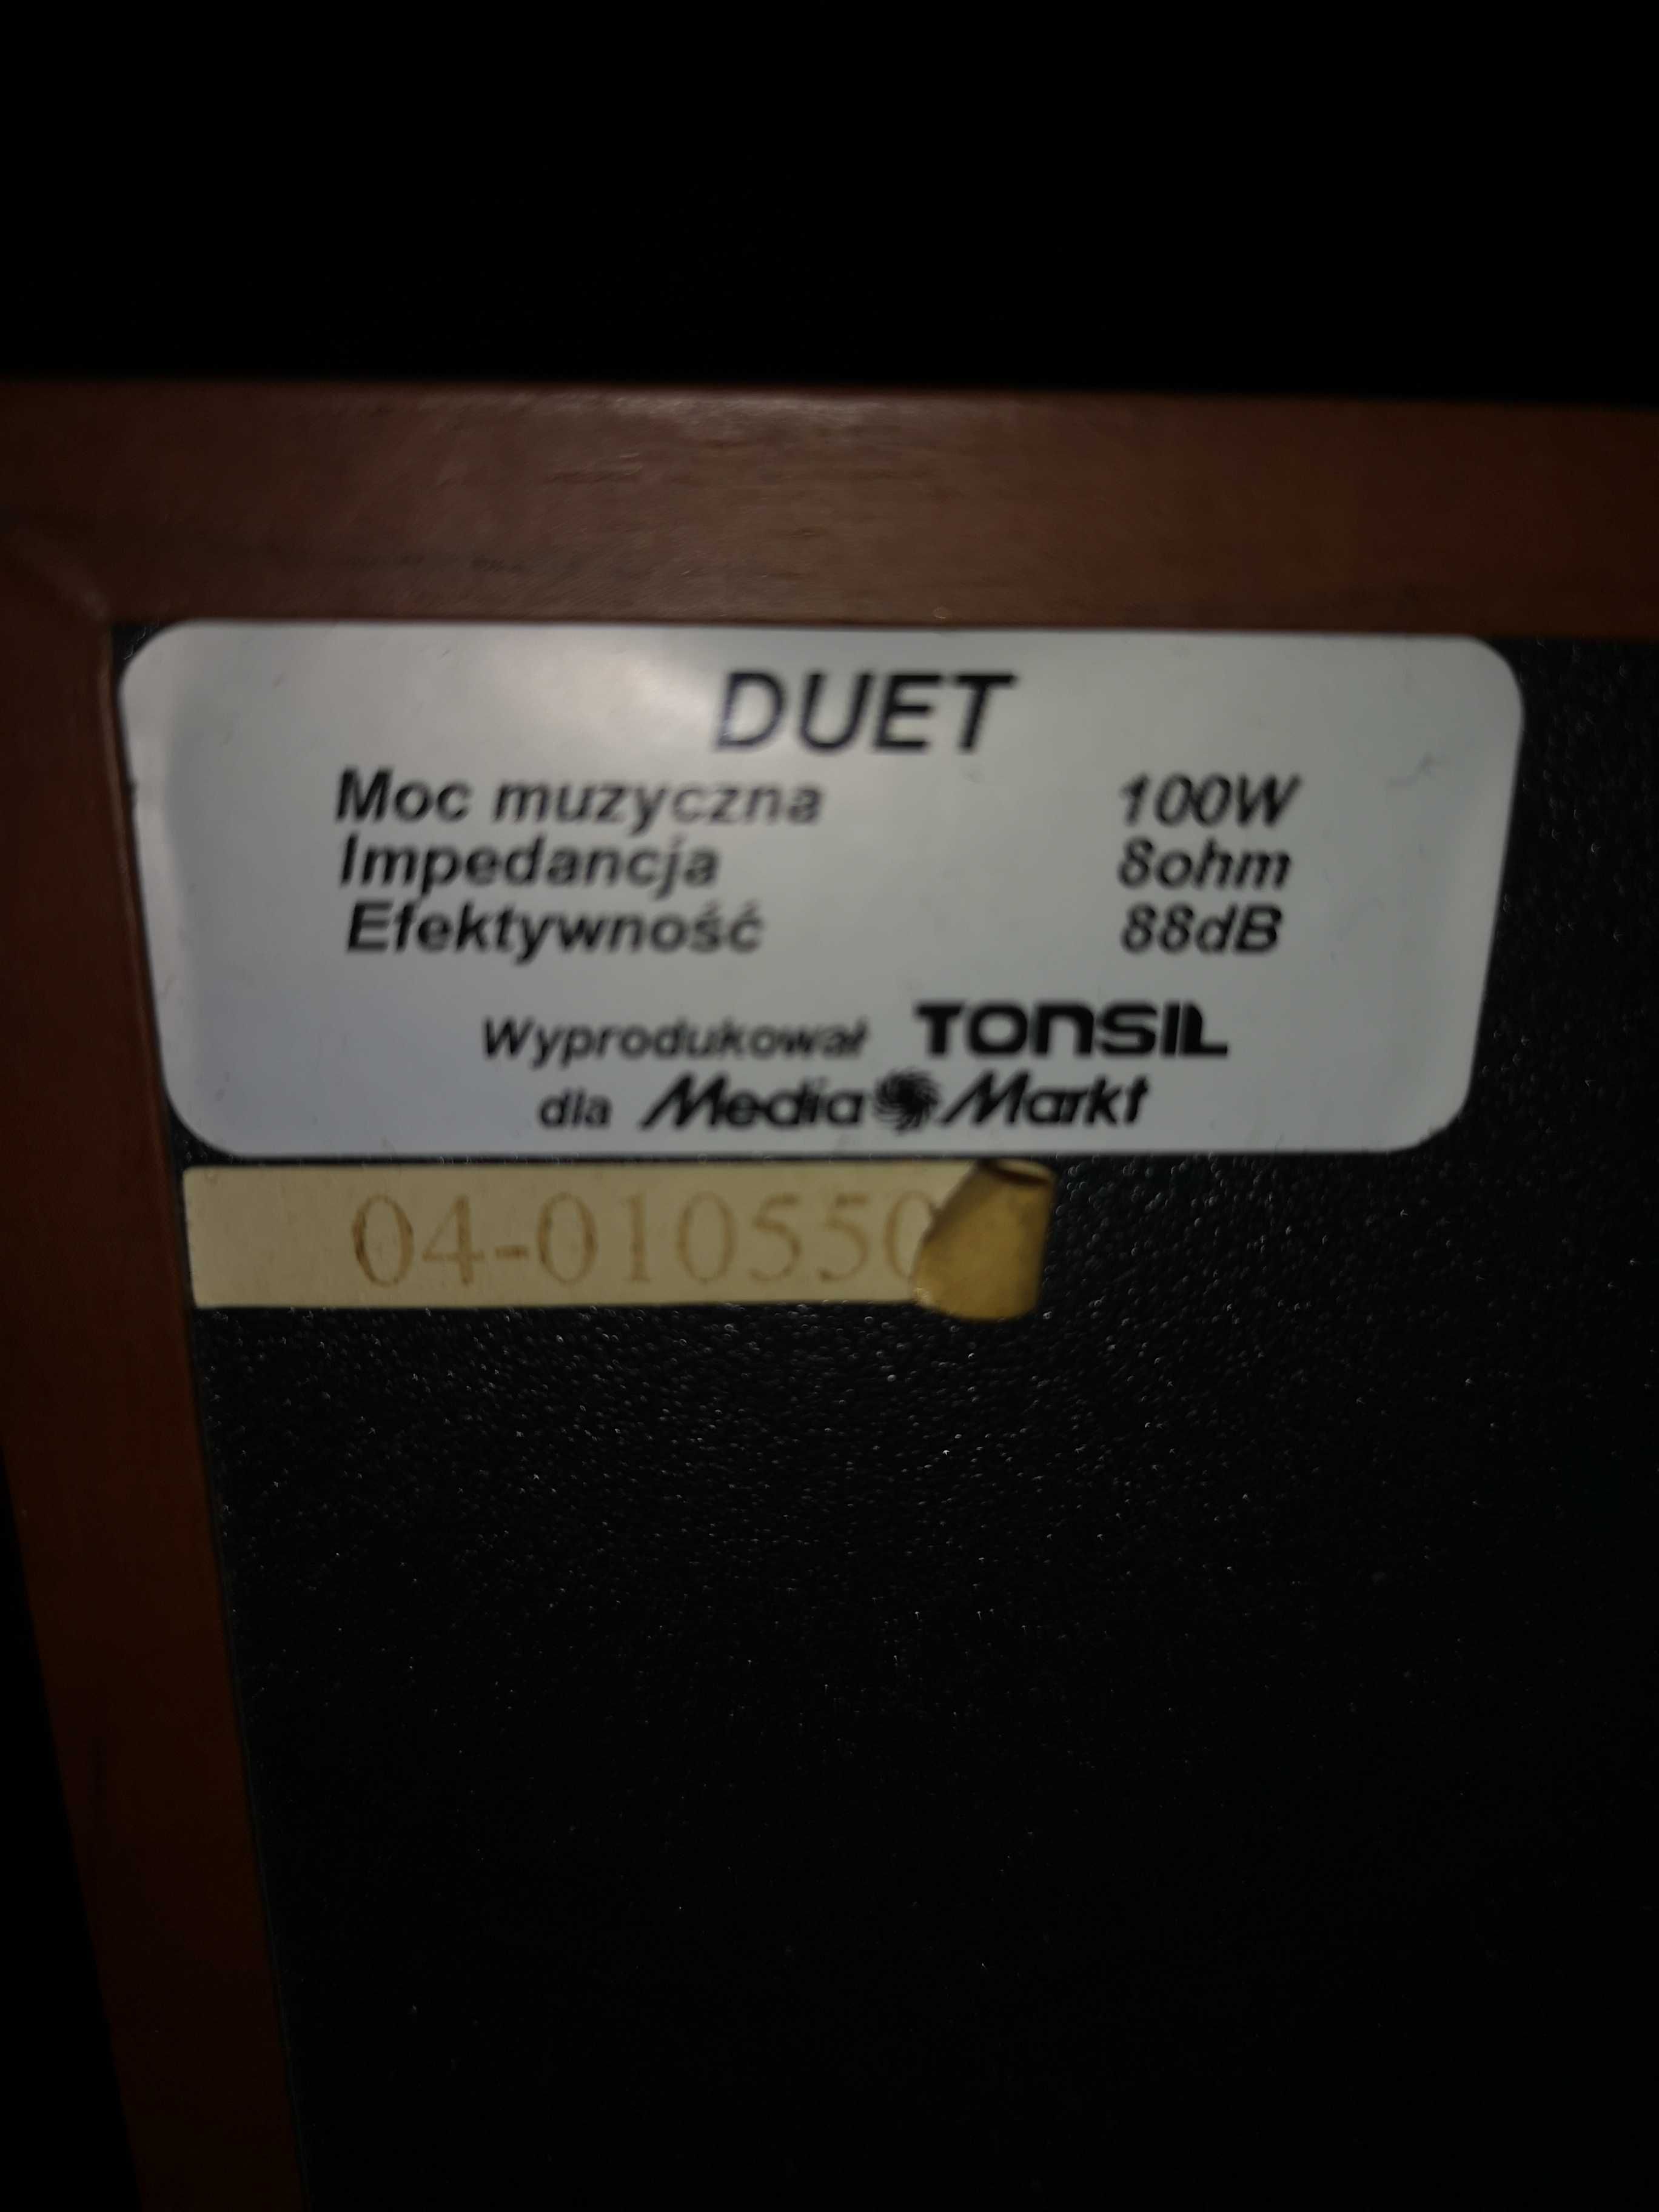 DUET
Moc muzyczna 100W
Impedancja 8ohm
Efektywność 88dB
Wyprodukował TONSIL
dla Media Markt
04-010550